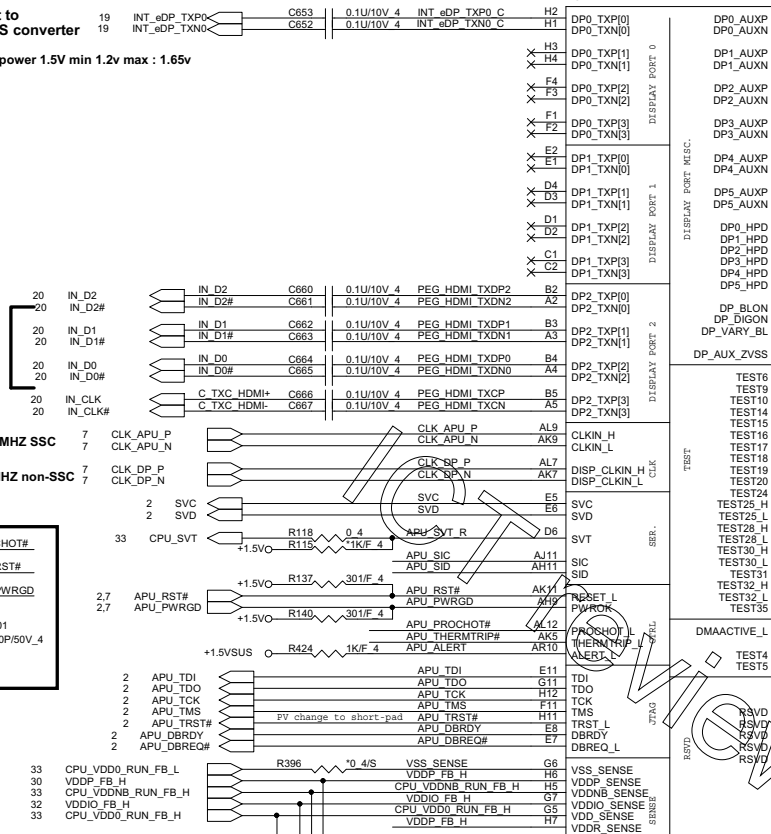 t to
S converter
19 INT_eDP_TXP0 C653 0.1U/10V_4 INT_eDP_TXP0_C H2 DP0_TXP[0] DP0_AUXP
19 INT_eDP_TXN0 C652 0.1U/10V_4 INT_eDP_TXN0_C H1 DP0_TXN[0] DP0_AUXN
power 1.5V min 1.2v max : 1.65v
H3 DP0_TXP[1] DP1_AUXP
H4 DP0_TXN[1] DP1_AUXN
F4 DP0_TXP[2] DP2_AUXP
F3 DP0_TXN[2] DP2_AUXN
F1 DP0_TXP[3] DP3_AUXP
F2 DP0_TXN[3] DP3_AUXN
DISPLAY PORT 0
E2 DP1_TXP[0] DP4_AUXP
E1 DP1_TXN[0] DP4_AUXN
D4 DP1_TXP[1] DP5_AUXP
D3 DP1_TXN[1] DP5_AUXN
D1 DP1_TXP[2] DP0_HPD
D2 DP1_TXN[2] DP1_HPD
DP2_HPD
C1 DP1_TXP[3] DP3_HPD
C2 DP1_TXN[3] DP4_HPD
DP5_HPD
DISPLAY PORT 1
DISPLAY PORT MISC.
20 IN_D2 IN_D2 C660 0.1U/10V_4 PEG_HDMI_TXDP2 B2 DP2_TXP[0]
20 IN_D2# IN_D2# C661 0.1U/10V_4 PEG_HDMI_TXDN2 A2 DP2_TXN[0] DP_BLON
DP_DIGON
20 IN_D1 IN_D1 C662 0.1U/10V_4 PEG_HDMI_TXDP1 B3 DP2_TXP[1] DP_VARY_BL
20 IN_D1# IN_D1# C663 0.1U/10V_4 PEG_HDMI_TXDN1 A3 DP2_TXN[1]
DP_AUX_ZVSS
20 IN_D0 IN_D0 C664 0.1U/10V_4 PEG_HDMI_TXDP0 B4 DP2_TXP[2]
20 IN_D0# IN_D0# C665 0.1U/10V_4 PEG_HDMI_TXDN0 A4 DP2_TXN[2]
20 IN_CLK C_TXC_HDMI+ C666 0.1U/10V_4 PEG_HDMI_TXCP B5 DP2_TXP[3]
20 IN_CLK# C_TXC_HDMI- C667 0.1U/10V_4 PEG_HDMI_TXCN A5 DP2_TXN[3]
DISPLAY PORT 2
TEST6
TEST9
TEST10
TEST14
TEST15
TEST16
TEST17
TEST18
TEST19
TEST20
TEST24
TEST25_H
TEST25_L
TEST28_H
TEST28_L
TEST30_H
TEST30_L
TEST31
TEST32_H
TEST32_L
TEST35
TEST
MHZ SSC
7 CLK_APU_P CLK_APU_P AL9 CLKIN_H
7 CLK_APU_N CLK_APU_N AK9 CLKIN_L
HZ non-SSC
7 CLK_DP_P CLK_DP_P AL7 DISP_CLKIN_H
7 CLK_DP_N CLK_DP_N AK7 DISP_CLKIN_L
CLK
2 SVC SVC E5 SVC
2 SVD SVD E6 SVD
33 CPU_SVT R118 0_4 APU_SVT_R D6 SVT
+1.5V R115 *1K/F_4
SER.
APU_SIC AJ11 SIC
APU_SID AH11 SID
+1.5V R137 301/F_4
2,7 APU_RST# APU_RST# AK11 RESET_L
2,7 APU_PWRGD APU_PWRGD AH9 PWROK
+1.5V R140 301/F_4
APU_PROCHOT# AL12 PROCHOT_L DMAACTIVE_L
APU_THERMTRIP# AK5 THERMTRIP_L
+1.5VSUS R424 1K/F_4 APU_ALERT AR10 ALERT_L
CTRL
TEST4
TEST5
CHOT#
RST#
PWRGD
01
0P/50V_4
2 APU_TDI APU_TDI E11 TDI
2 APU_TDO APU_TDO G11 TDO
2 APU_TCK APU_TCK H12 TCK
2 APU_TMS APU_TMS F11 TMS RSVD
2 APU_TRST# PV change to short-pad APU_TRST# H11 TRST_L RSVD
2 APU_DBRDY APU_DBRDY E8 DBRDY RSVD
2 APU_DBREQ# APU_DBREQ# E7 DBREQ_L RSVD
JTAG
RSVD
RSVD
33 CPU_VDD0_RUN_FB_L R396 *0_4/S VSS_SENSE G6 VSS_SENSE
30 VDDP_FB_H VDDP_FB_H H6 VDDP_SENSE
33 CPU_VDDNB_RUN_FB_H CPU_VDDNB_RUN_FB_H H5 VDDNB_SENSE
32 VDDIO_FB_H VDDIO_FB_H G7 VDDIO_SENSE
33 CPU_VDD0_RUN_FB_H CPU_VDD0_RUN_FB_H G5 VDD_SENSE
VDDP_FB_H H7 VDDR_SENSE
SENSE